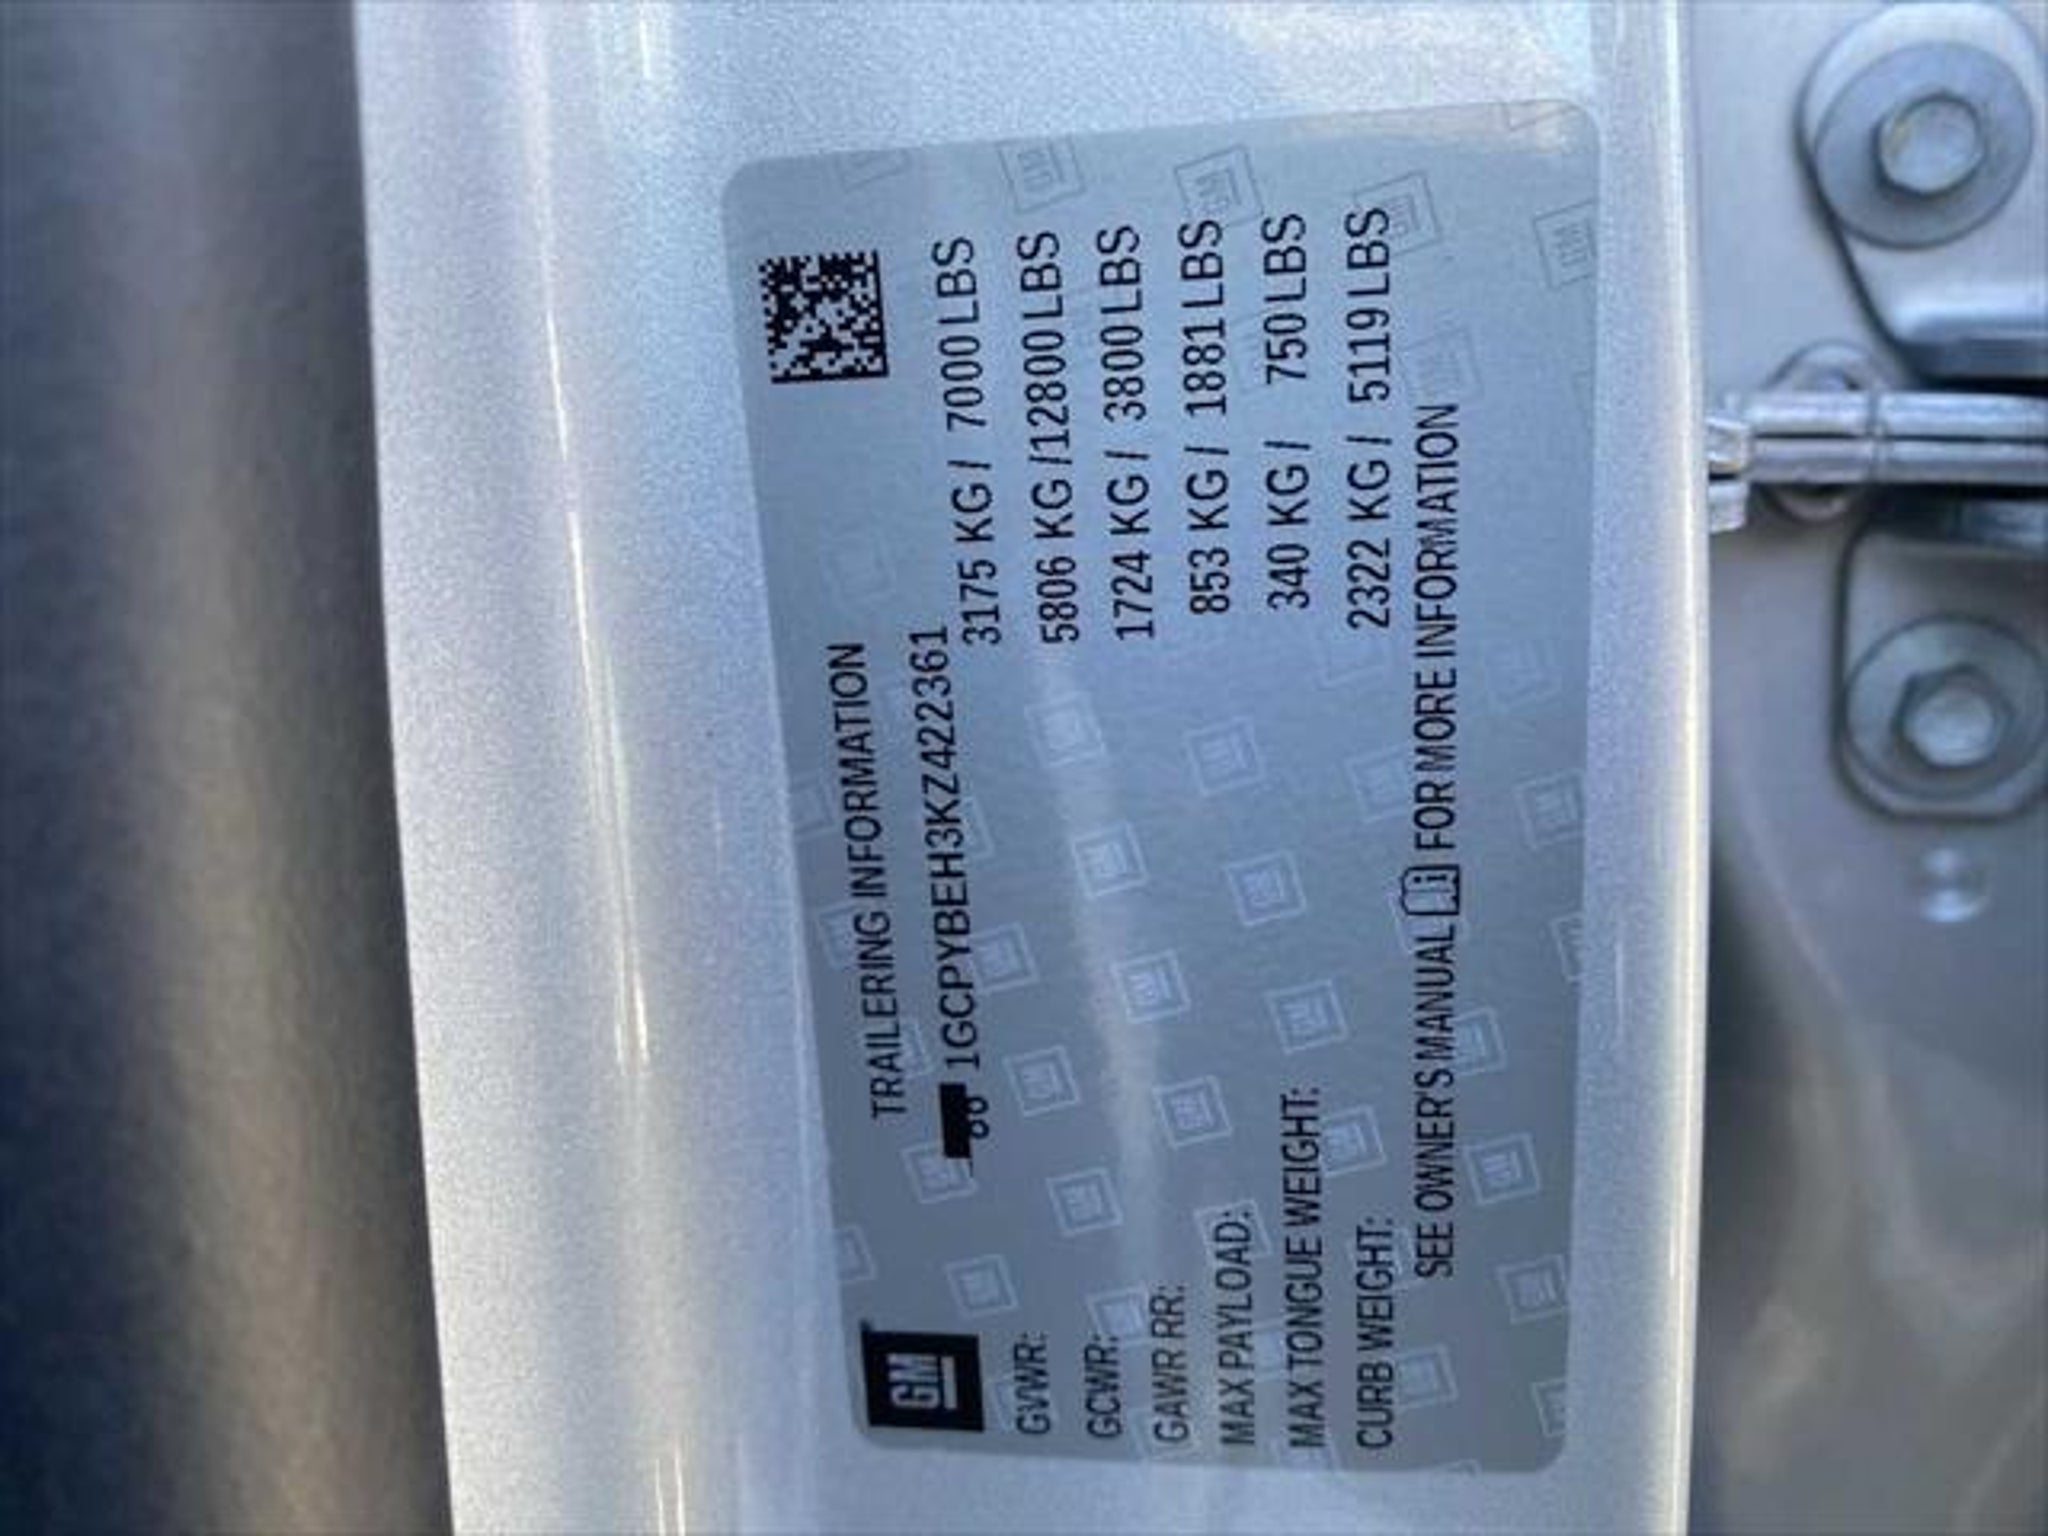 GM
TRAILERING INFORMATION
1GCPYBEH3KZ422361
GVWR: 3175 KG / 7000 LBS
GCWR: 5806 KG / 12800 LBS
GAWR RR: 1724 KG / 3800 LBS
MAX PAYLOAD: 853 KG / 1881 LBS
MAX TONGUE WEIGHT: 340 KG / 750 LBS
CURB WEIGHT: 2322 KG / 5119 LBS
SEE OWNER'S MANUAL FOR MORE INFORMATION